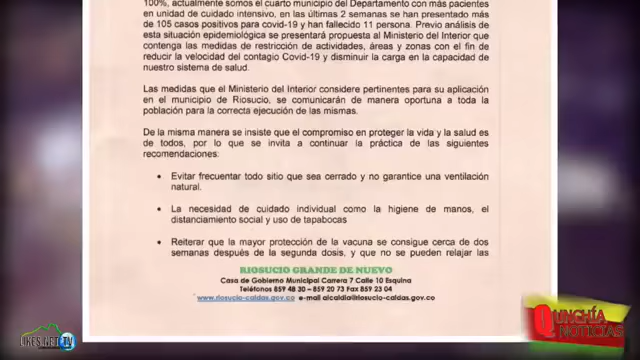 100%, actualmente somos el cuarto municipio del Departamento con más pacientes
en unidad de cuidado intensivo, en las últimas 2 semanas se han presentado más
de 105 casos positivos para covid-19 y han fallecido 11 persona. Previo análisis de
esta situación epidemiológica se presentará propuesta al Ministerio del Interior que
contenga las medidas de restricción de actividades, áreas y zonas con el fin de
reducir la velocidad del contagio Covid-19 y disminuir la carga en la capacidad de
nuestro sistema de salud.
Las medidas que el Ministerio del Interior considere pertinentes para su aplicación
en el municipio de Riosucio, se comunicarán de manera oportuna a toda la
población para la correcta ejecución de las mismas.
De la misma manera se insiste que el compromiso en proteger la vida y la salud es
de todos, por lo que se invita a continuar la práctica de las siguientes
recomendaciones:
• Evitar frecuentar todo sitio que sea cerrado y no garantice una ventilación
natural.
• La necesidad de cuidado individual como la higiene de manos, el
distanciamiento social y uso de tapabocas
• Reiterar que la mayor protección de la vacuna se consigue cerca de dos
semanas después de la segunda dosis, y que no se pueden relajar las
RIOSUCIO GRANDE DE NUEVO
Casa de Gobierno Municipal Carrera 7 Calle 10 Esquina
Teléfonos 859 48 30 – 859 20 73 Fax 859 23 04
www.riosucio-caldas.gov.co e-mail alcaldia@riosucio-caldas.gov.co
QUINCHÍA
NOTICIAS